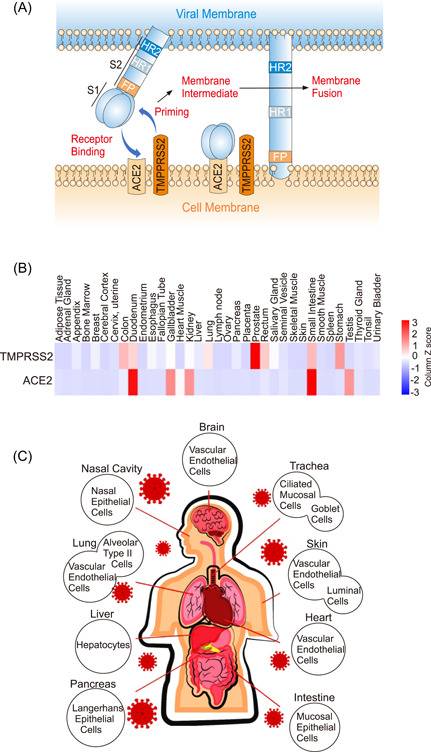 (A)
Viral Membrane
HR2
HR1
FP
S2
S1
HR2
HR1
FP
Membrane
Intermediate
Membrane
Fusion
Priming
Receptor
Binding
ACE2
TMPPRSS2
ACE2
TMPPRSS2
Cell Membrane
(B)
Adipose Tissue
Adrenal Gland
Appendix
Bone Marrow
Breast
Cerebral Cortex
Cervix, uterine
Colon
Duodenum
Endometrium
Esophagus
Fallopian Tube
Gallbladder
Heart Muscle
Kidney
Liver
Lung
Lymph node
Ovary
Pancreas
Placenta
Prostate
Rectum
Salivary Gland
Seminal Vesicle
Skeletal Muscle
Skin
Small Intestine
Smooth Muscle
Spleen
Stomach
Testis
Thyroid Gland
Tonsil
Urinary Bladder
TMPRSS2
ACE2
3
2
1
0
-1
-2
-3
Column Z score
(C)
Brain
Vascular
Endothelial
Cells
Nasal Cavity
Nasal
Epithelial
Cells
Trachea
Ciliated
Mucosal
Cells
Goblet
Cells
Lung
Alveolar
Type II
Cells
Vascular
Endothelial
Cells
Skin
Vascular
Endothelial
Cells
Luminal
Cells
Liver
Hepatocytes
Heart
Vascular
Endothelial
Cells
Pancreas
Langerhans
Epithelial
Cells
Intestine
Mucosal
Epithelial
Cells